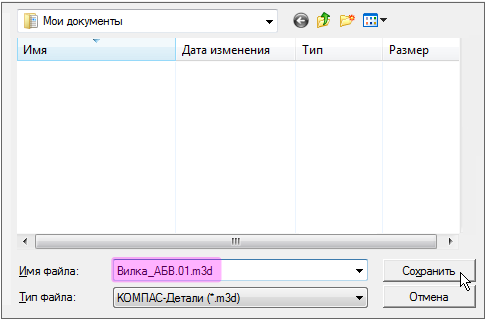 Мои документы
Имя Дата изменения Тип Размер
Имя файла: Вилка_АБВ.01.m3d Сохранить
Тип файла: КОМПАС-Детали (*.m3d) Отмена